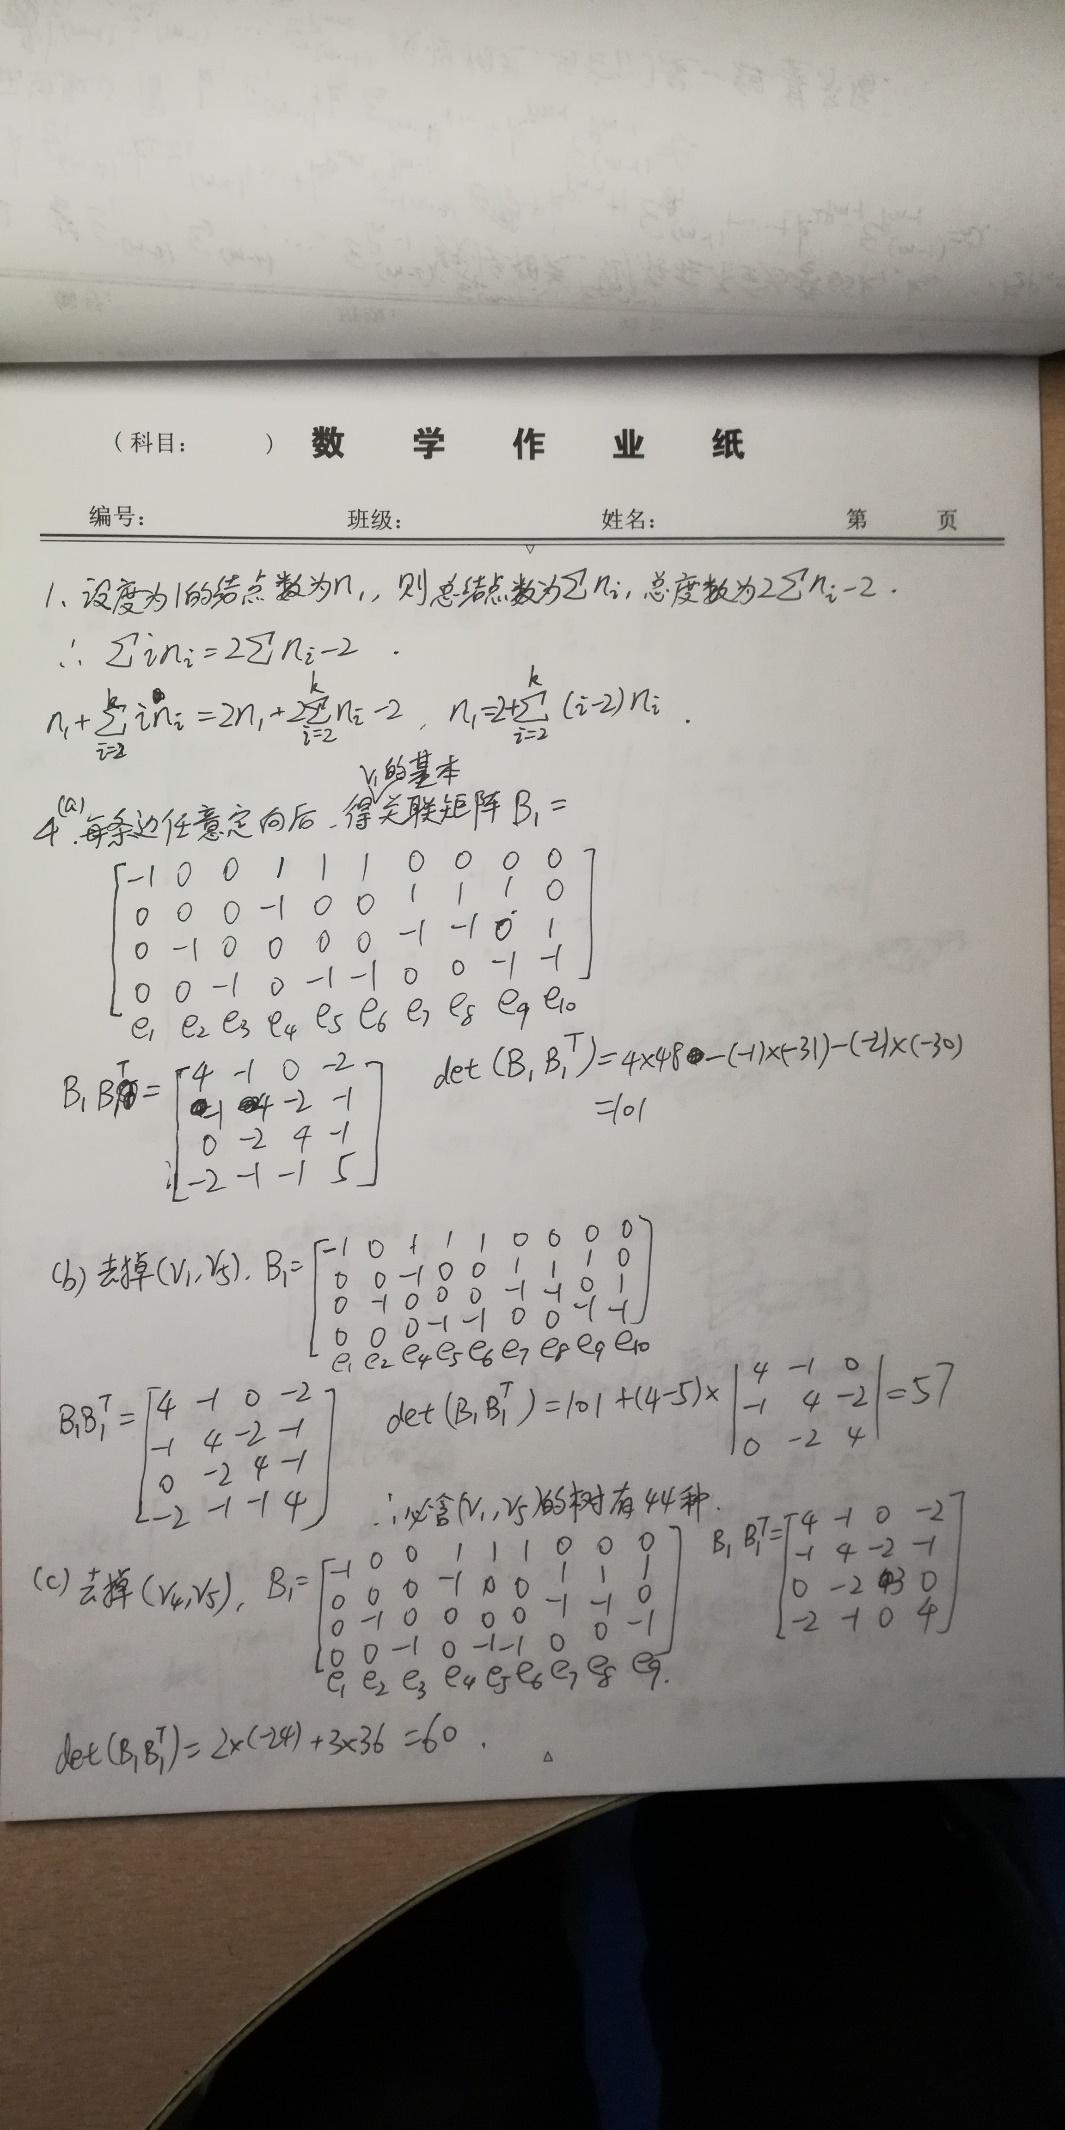 （科目：　　　）数学作业纸
编号：　班级：　姓名：　第　页
1、设度为1的结点数为n₁, 则总结点数为∑nᵢ, 总度数为2∑nᵢ-2.
∴ ∑inᵢ=2∑nᵢ-2 .
n₁+∑_{i=2}^{k} inᵢ=2n₁+2∑_{i=2}^{k} nᵢ-2, n₁=2+∑_{i=2}^{k} (i-2)nᵢ.
4.(a) 每条边任意定向后, 得v₁的基本关联矩阵 B₁=
[-1 0 0 1 1 1 0 0 0 0
0 0 0 -1 0 0 1 1 1 0
0 -1 0 0 0 0 -1 -1 0 1
0 0 -1 0 -1 -1 0 0 -1 -1]
e₁ e₂ e₃ e₄ e₅ e₆ e₇ e₈ e₉ e₁₀
B₁B₁ᵀ= [4 -1 0 -2
-1 4 -2 -1
0 -2 4 -1
-2 -1 -1 5]
det(B₁B₁ᵀ)=4×48-(-1)×(-31)-(-2)×(-30)
=101
(b) 去掉(v₁,v₅). B₁= [-1 0 1 1 1 0 0 0 0
0 0 -1 0 0 1 1 1 0
0 -1 0 0 0 -1 -1 0 1
0 0 0 -1 -1 0 0 -1 -1]
e₁ e₂ e₄ e₅ e₆ e₇ e₈ e₉ e₁₀
B₁B₁ᵀ= [4 -1 0 -2
-1 4 -2 -1
0 -2 4 -1
-2 -1 -1 4]
det(B₁B₁ᵀ)=101+(4-5)× |4 -1 0
-1 4 -2
0 -2 4| =57
∴必含(v₁,v₅)的树有44种.
(c) 去掉(v₄,v₅), B₁= [-1 0 0 1 1 1 0 0 0
0 0 0 -1 0 0 1 1 1
0 -1 0 0 0 0 -1 -1 0
0 0 -1 0 -1 -1 0 0 -1]
e₁ e₂ e₃ e₄ e₅ e₆ e₇ e₈ e₉.
B₁B₁ᵀ= [4 -1 0 -2
-1 4 -2 -1
0 -2 3 0
-2 -1 0 4]
det(B₁B₁ᵀ)=2×(-24)+3×36=60.